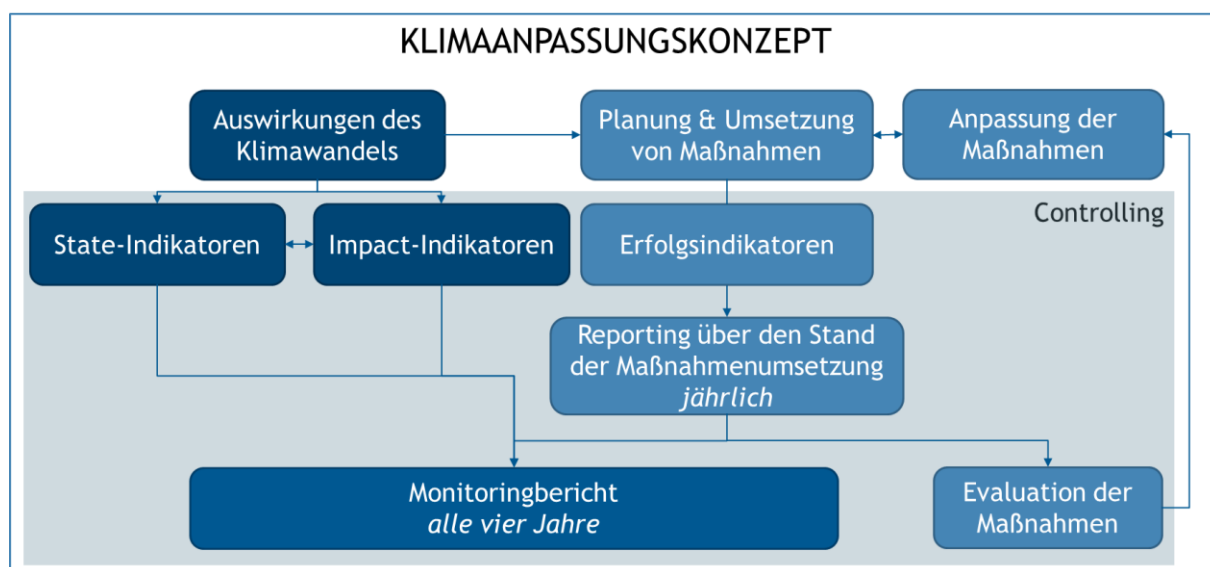 KLIMAANPASSUNGSKONZEPT
Auswirkungen des
Klimawandels
Planung & Umsetzung
von Maßnahmen
Anpassung der
Maßnahmen
Controlling
State-Indikatoren
Impact-Indikatoren
Erfolgsindikatoren
Reporting über den Stand
der Maßnahmenumsetzung
jährlich
Monitoringbericht
alle vier Jahre
Evaluation der
Maßnahmen